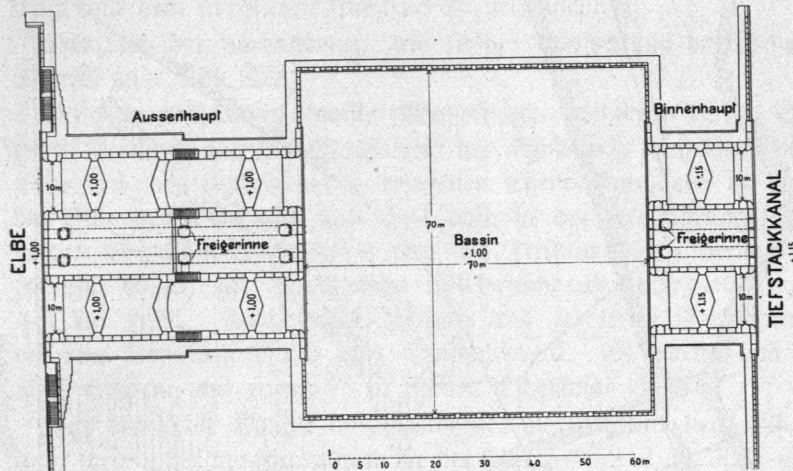 Aussenhaupt
Binnenhaupt
+1,00
+1,00
+1,15
10m
10m
ELBE
+1,00
Freigerinne
70m
Bassin
+1,00
70m
Freigerinne
TIEFSTACKKANAL
+1,00
+1,00
+1,15
10m
10m
1
0 5 10 20 30 40 50 60m